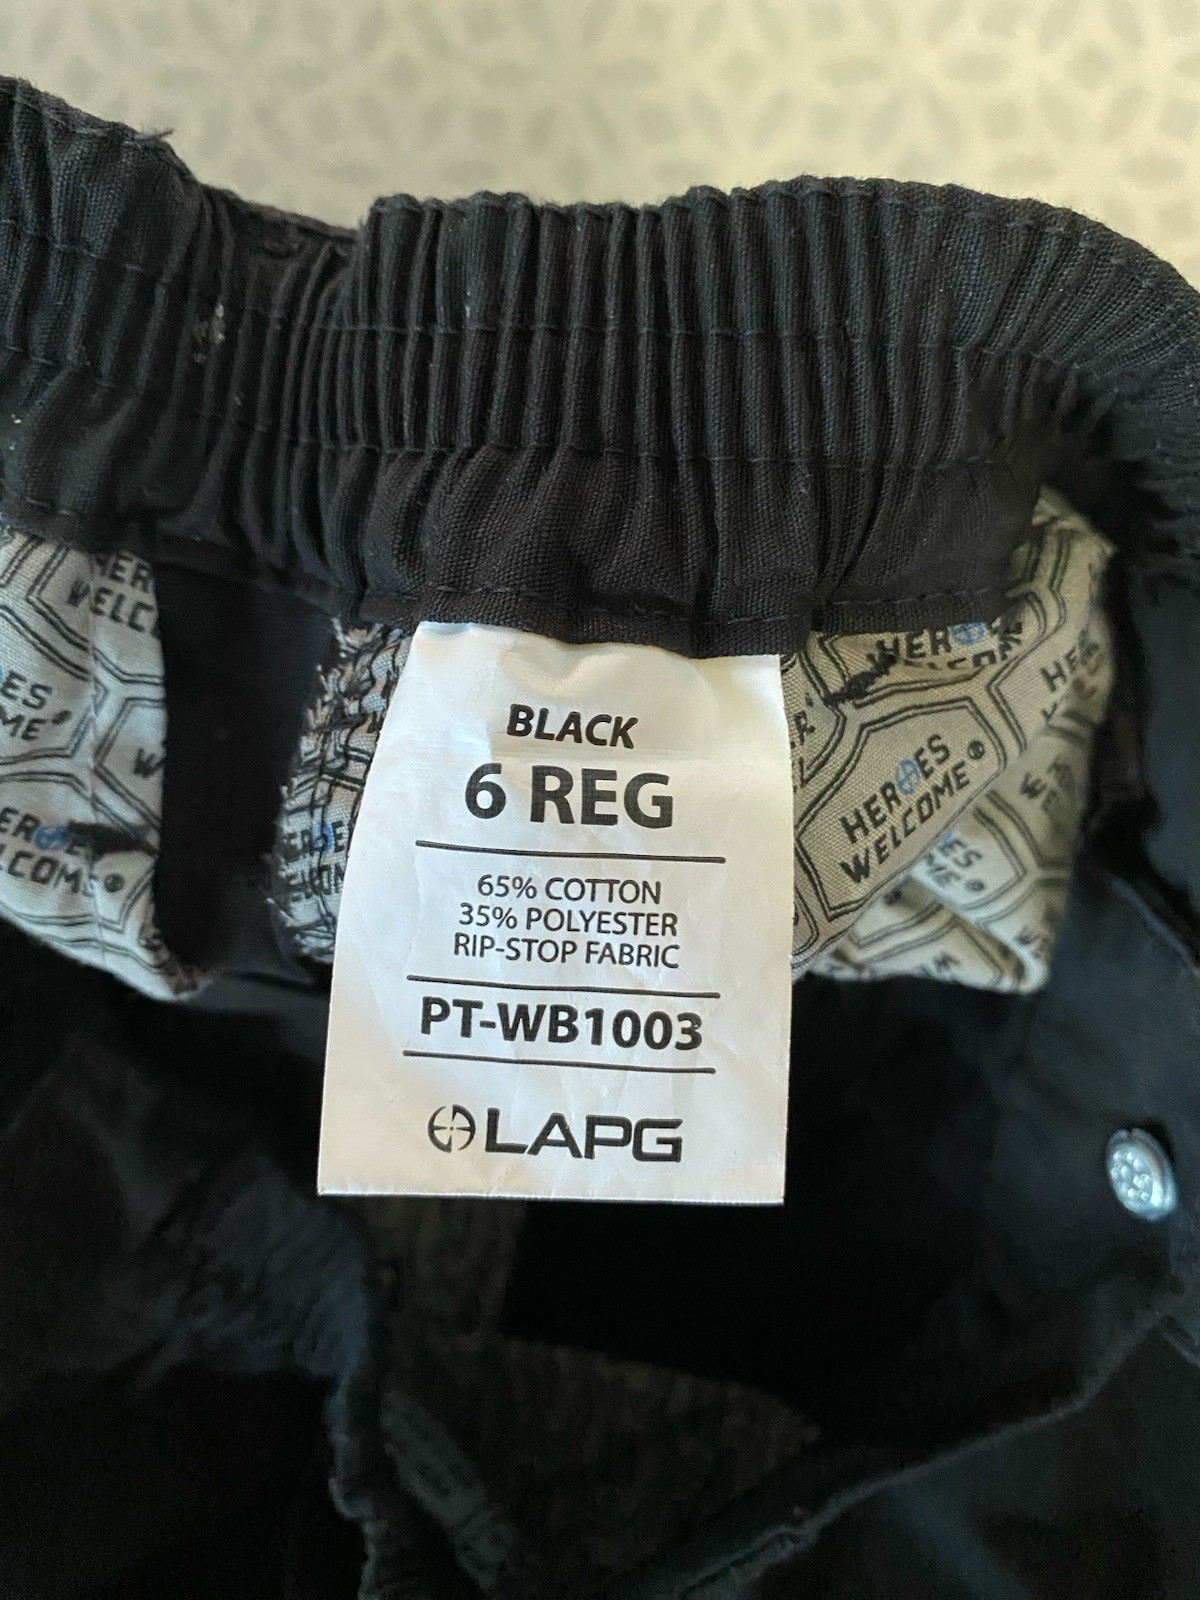 BLACK
6 REG
65% COTTON
35% POLYESTER
RIP-STOP FABRIC
PT-WB1003
LAPG
HEROES
WELCOME®